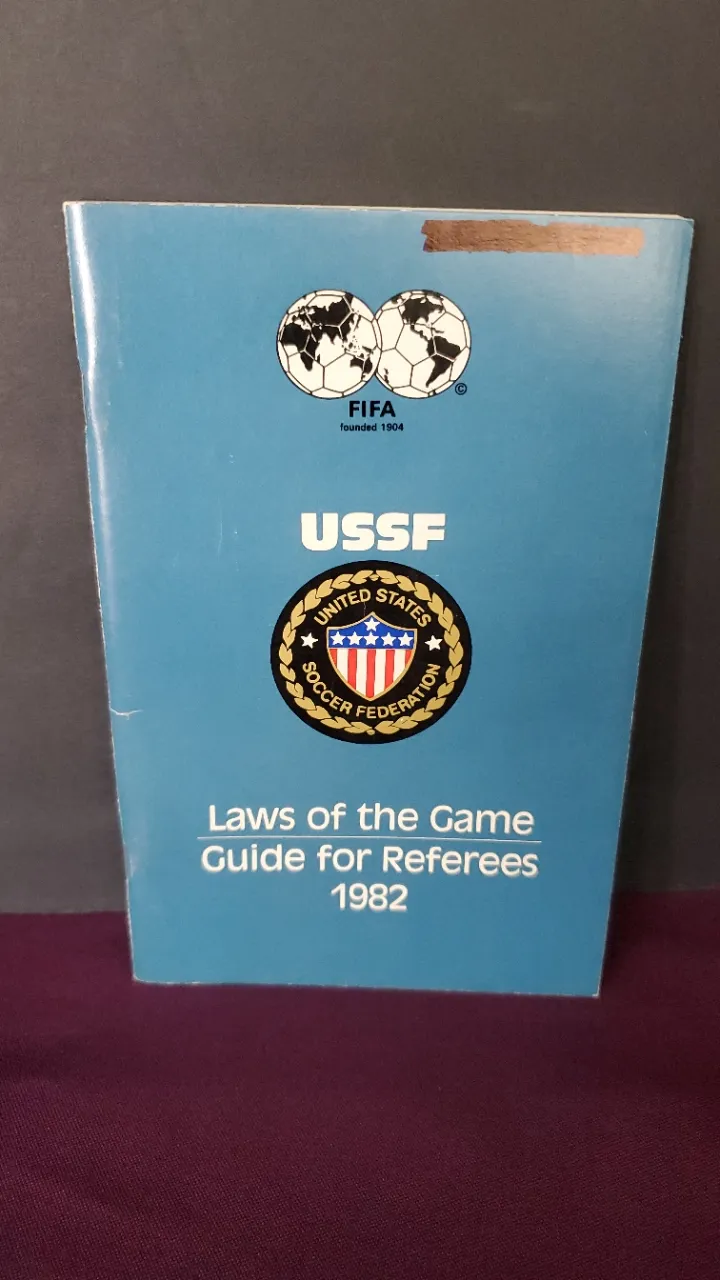 ©
FIFA
founded 1904
USSF
UNITED STATES
SOCCER FEDERATION
Laws of the Game
Guide for Referees
1982